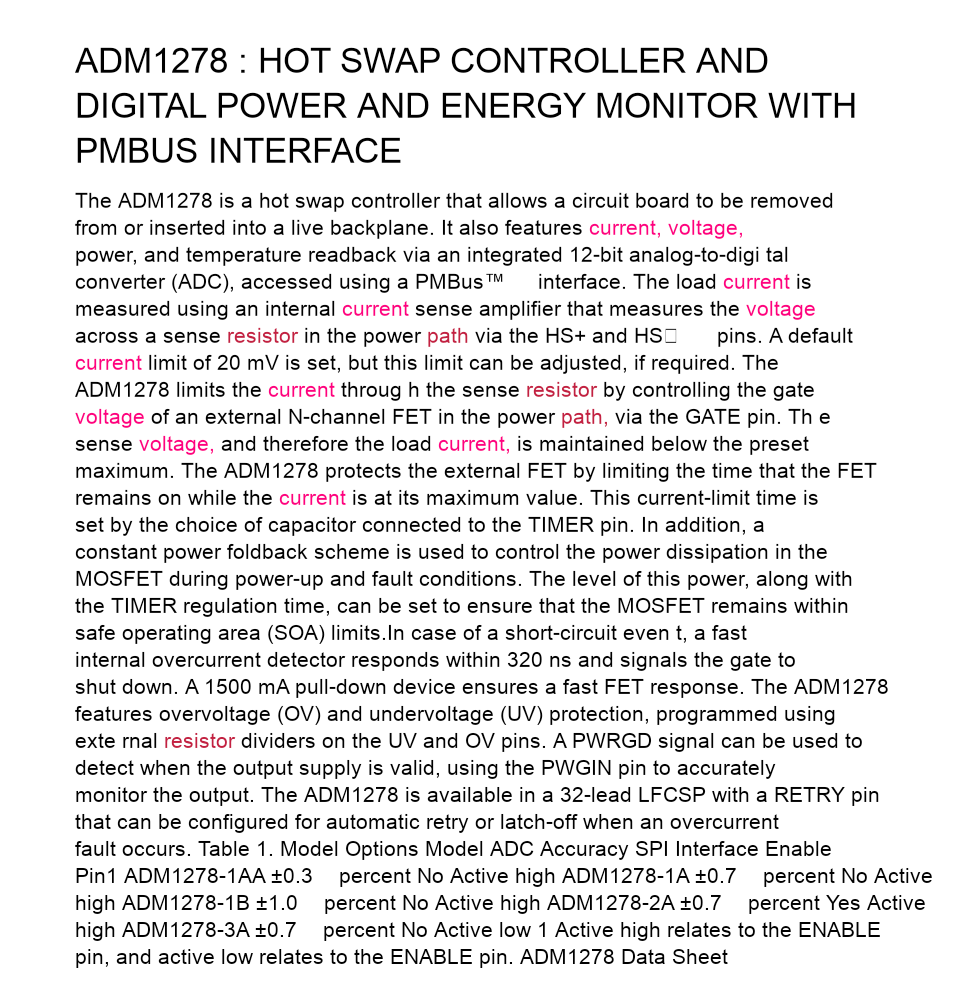 ADM1278 : HOT SWAP CONTROLLER AND
DIGITAL POWER AND ENERGY MONITOR WITH
PMBUS INTERFACE
The ADM1278 is a hot swap controller that allows a circuit board to be removed
from or inserted into a live backplane. It also features current, voltage,
power, and temperature readback via an integrated 12-bit analog-to-digi tal
converter (ADC), accessed using a PMBus™ interface. The load current is
measured using an internal current sense amplifier that measures the voltage
across a sense resistor in the power path via the HS+ and HS□ pins. A default
current limit of 20 mV is set, but this limit can be adjusted, if required. The
ADM1278 limits the current throug h the sense resistor by controlling the gate
voltage of an external N-channel FET in the power path, via the GATE pin. Th e
sense voltage, and therefore the load current, is maintained below the preset
maximum. The ADM1278 protects the external FET by limiting the time that the FET
remains on while the current is at its maximum value. This current-limit time is
set by the choice of capacitor connected to the TIMER pin. In addition, a
constant power foldback scheme is used to control the power dissipation in the
MOSFET during power-up and fault conditions. The level of this power, along with
the TIMER regulation time, can be set to ensure that the MOSFET remains within
safe operating area (SOA) limits.In case of a short-circuit even t, a fast
internal overcurrent detector responds within 320 ns and signals the gate to
shut down. A 1500 mA pull-down device ensures a fast FET response. The ADM1278
features overvoltage (OV) and undervoltage (UV) protection, programmed using
exte rnal resistor dividers on the UV and OV pins. A PWRGD signal can be used to
detect when the output supply is valid, using the PWGIN pin to accurately
monitor the output. The ADM1278 is available in a 32-lead LFCSP with a RETRY pin
that can be configured for automatic retry or latch-off when an overcurrent
fault occurs. Table 1. Model Options Model ADC Accuracy SPI Interface Enable
Pin1 ADM1278-1AA ±0.3 percent No Active high ADM1278-1A ±0.7 percent No Active
high ADM1278-1B ±1.0 percent No Active high ADM1278-2A ±0.7 percent Yes Active
high ADM1278-3A ±0.7 percent No Active low 1 Active high relates to the ENABLE
pin, and active low relates to the ENABLE pin. ADM1278 Data Sheet